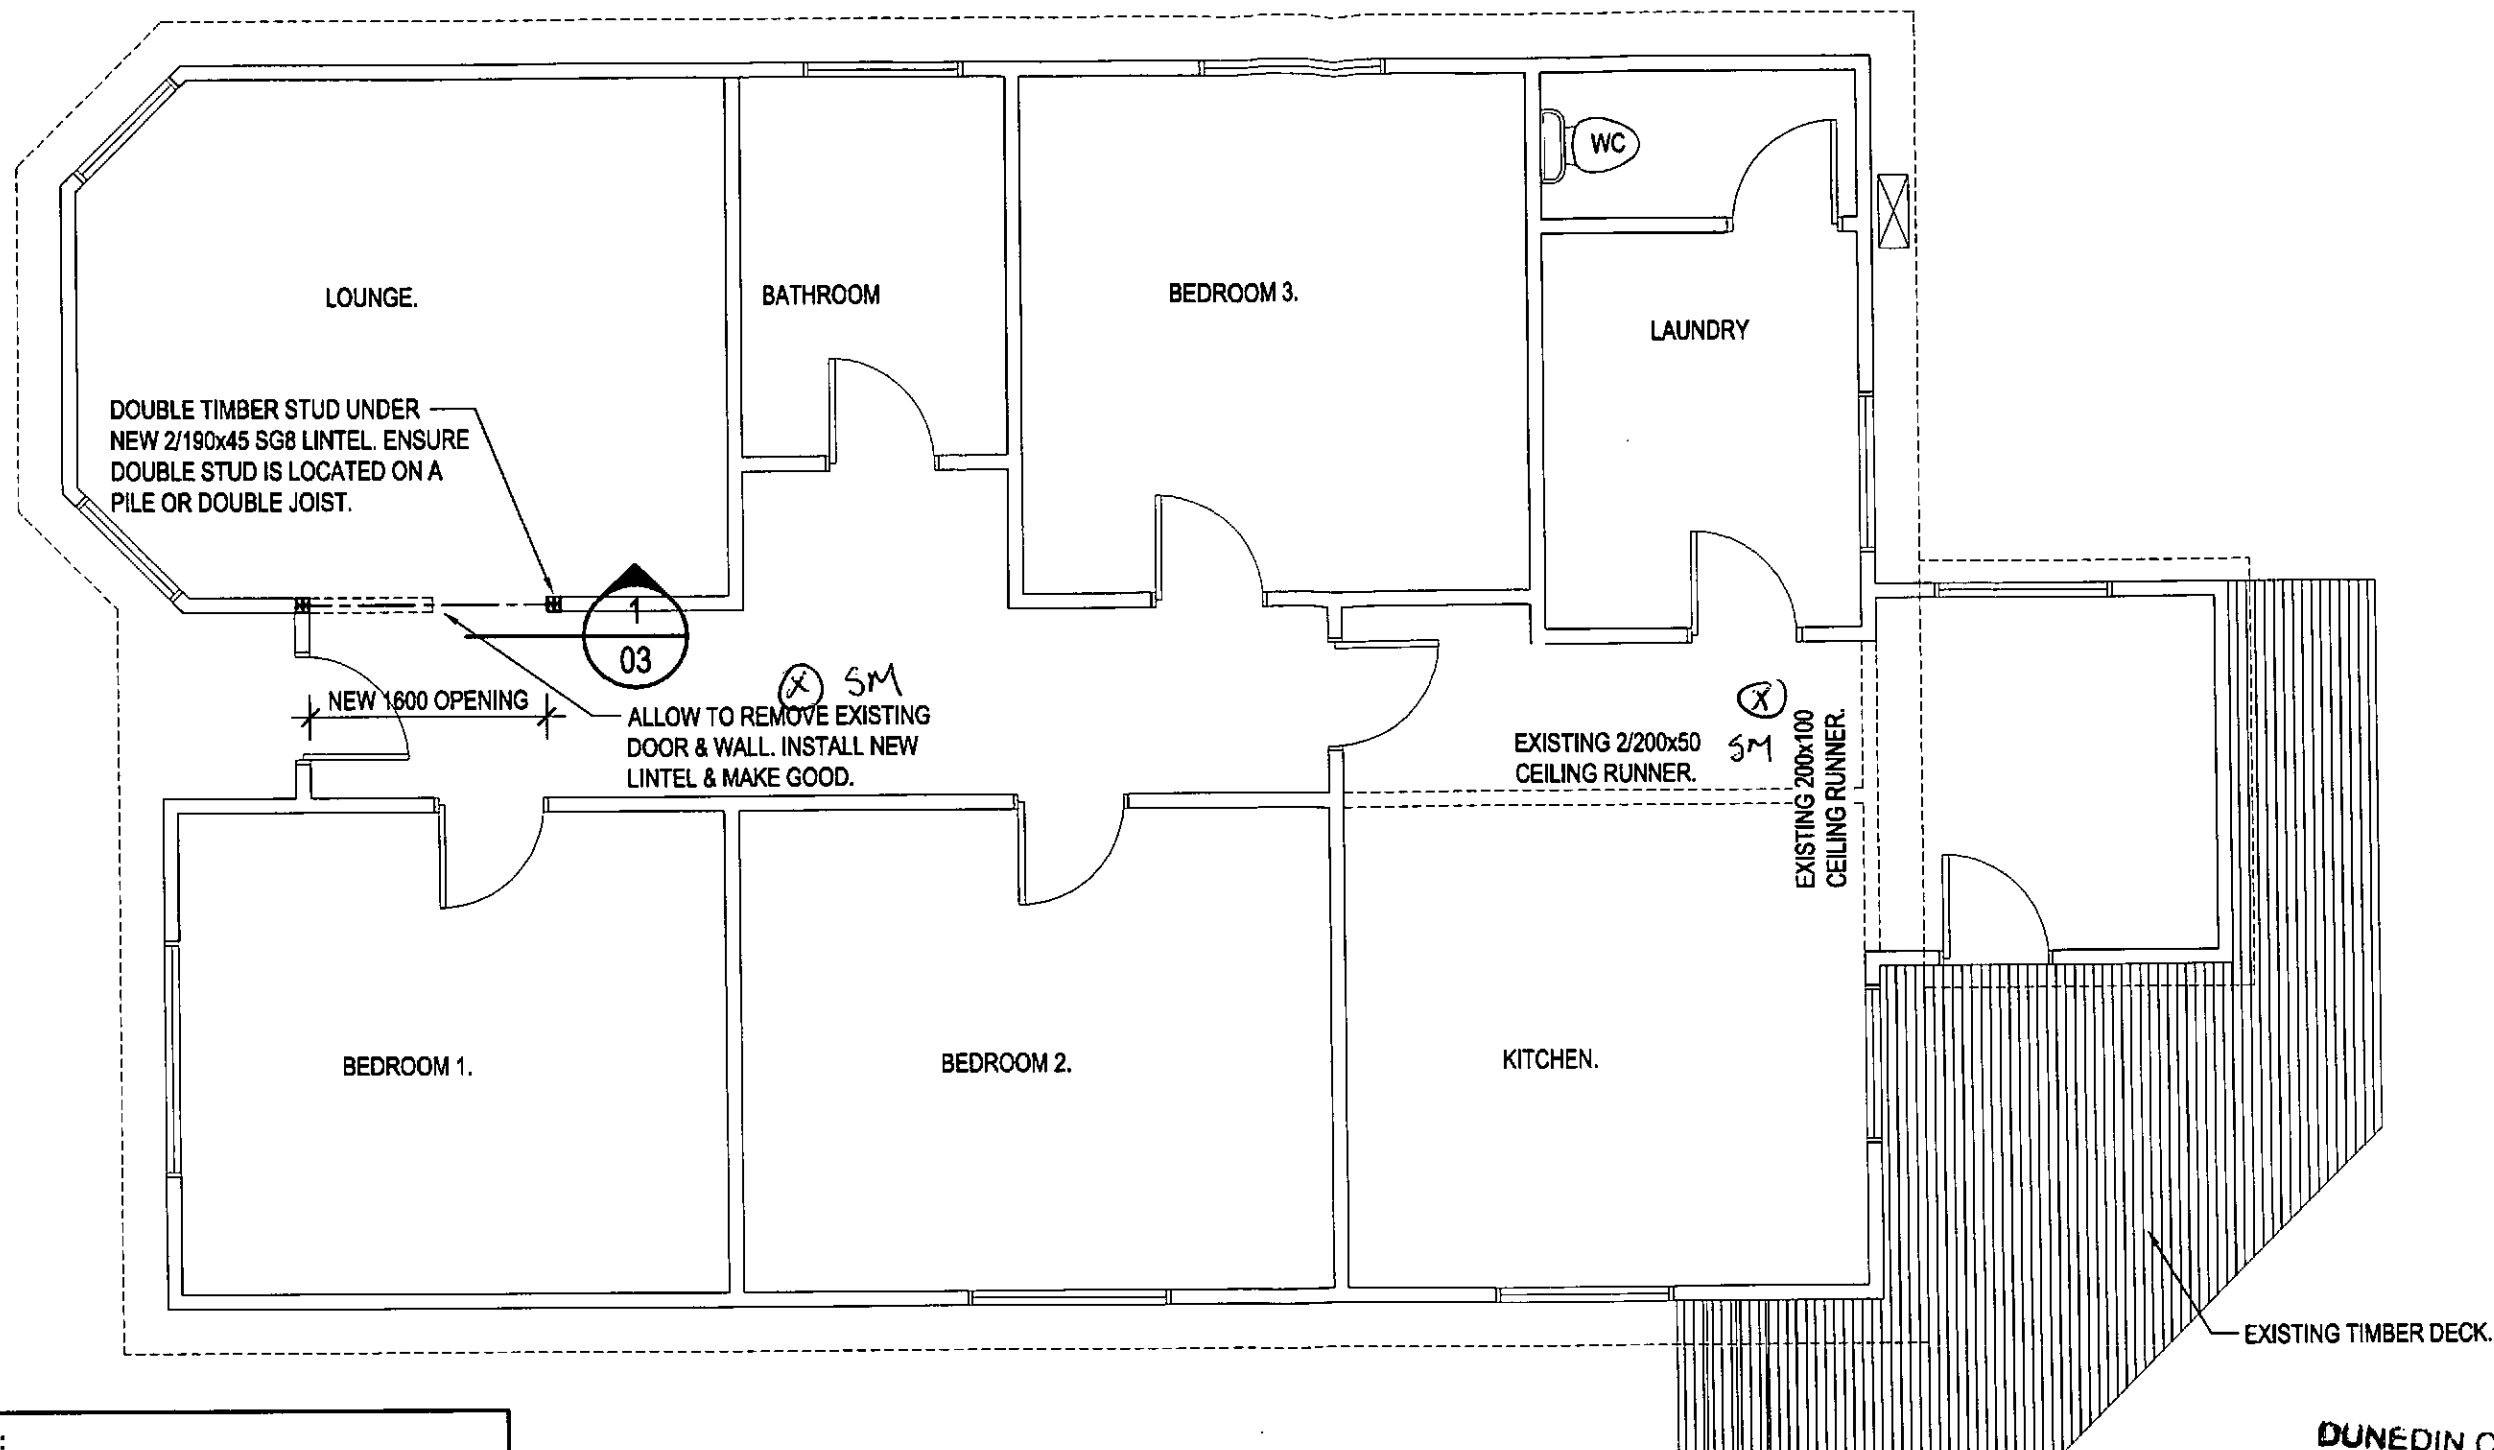 WC
LOUNGE.
BATHROOM
BEDROOM 3.
LAUNDRY
DOUBLE TIMBER STUD UNDER
NEW 2/190x45 SG8 LINTEL. ENSURE
DOUBLE STUD IS LOCATED ON A
PILE OR DOUBLE JOIST.
1
03
NEW 1600 OPENING
X SM
ALLOW TO REMOVE EXISTING
DOOR & WALL. INSTALL NEW
LINTEL & MAKE GOOD.
X
SM
EXISTING 2/200x50
CEILING RUNNER.
EXISTING 200x100
CEILING RUNNER.
BEDROOM 1.
BEDROOM 2.
KITCHEN.
EXISTING TIMBER DECK.
DUNEDIN